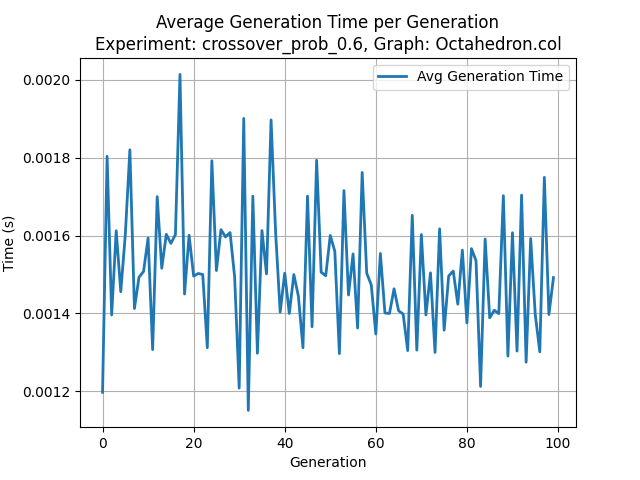 Average Generation Time per Generation
Experiment: crossover_prob_0.6, Graph: Octahedron.col
Avg Generation Time
Time (s)
0.0020
0.0018
0.0016
0.0014
0.0012
0 20 40 60 80 100
Generation